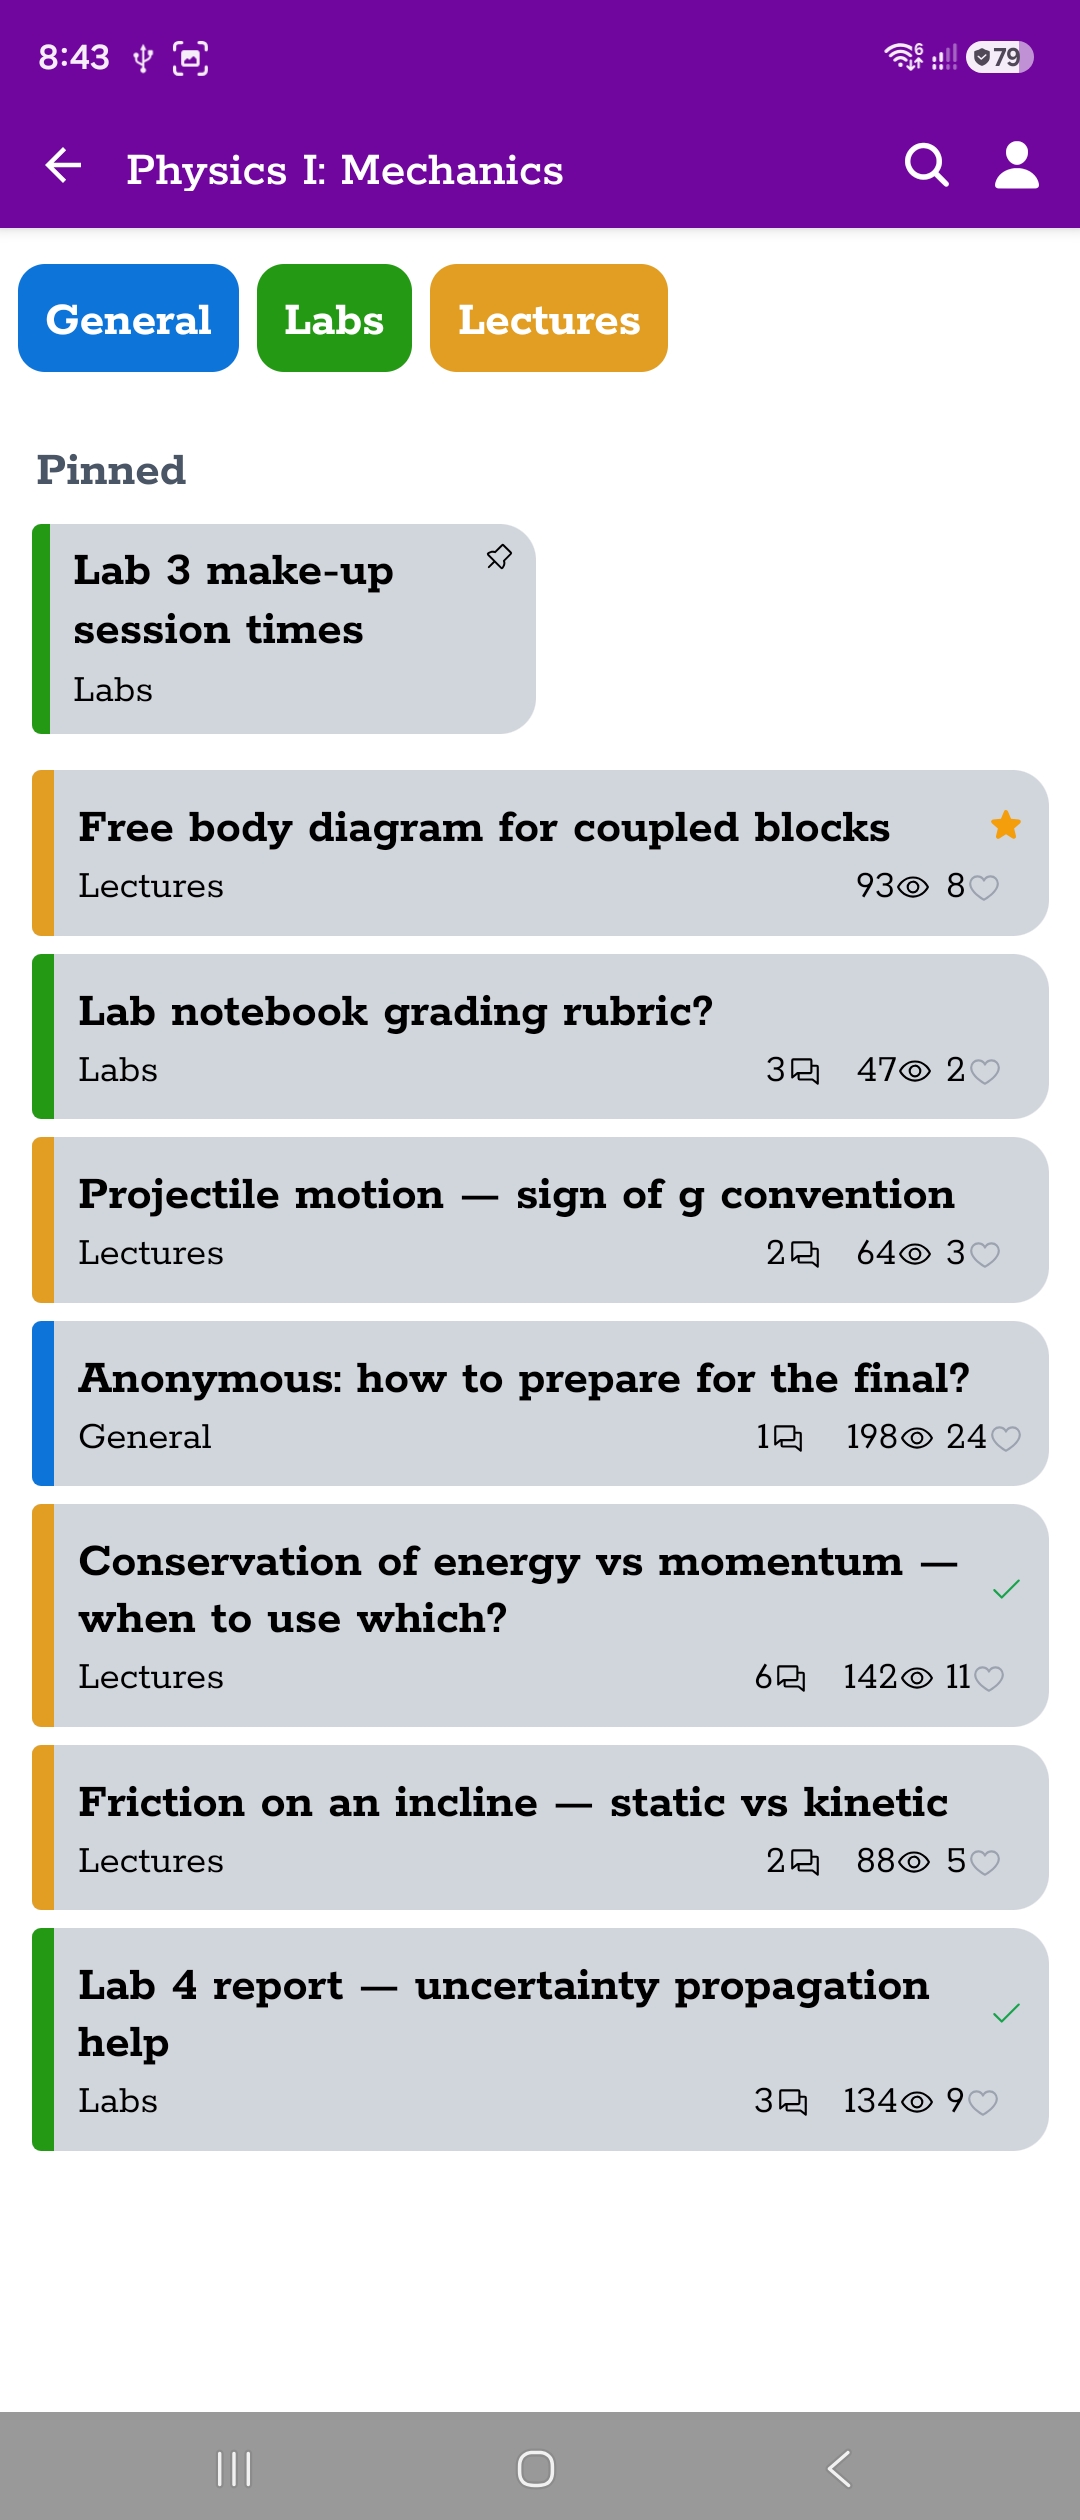 8:43
6
79
Physics I: Mechanics
General Labs Lectures
Pinned
Lab 3 make-up
session times
Labs
Free body diagram for coupled blocks
Lectures 93 8
Lab notebook grading rubric?
Labs 3 47 2
Projectile motion — sign of g convention
Lectures 2 64 3
Anonymous: how to prepare for the final?
General 1 198 24
Conservation of energy vs momentum —
when to use which?
Lectures 6 142 11
Friction on an incline — static vs kinetic
Lectures 2 88 5
Lab 4 report — uncertainty propagation
help
Labs 3 134 9